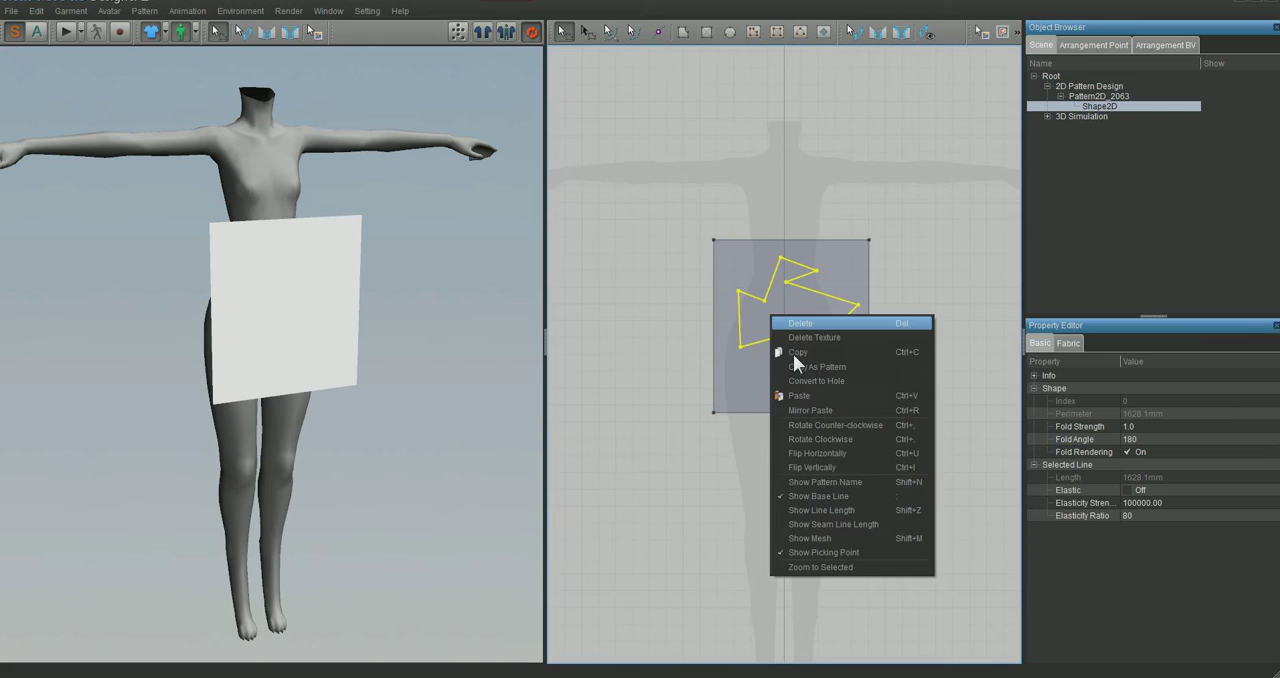 File Edit Garment Avatar Pattern Animation Environment Render Window Setting Help
S A
Object Browser
Scene Arrangement Point Arrangement BV
Name Show
Root
2D Pattern Design
Pattern2D_2063
Shape2D
3D Simulation
Delete Del
Delete Texture
Copy Ctrl+C
As Pattern
Convert to Hole
Paste Ctrl+V
Mirror Paste Ctrl+R
Rotate Counter-clockwise Ctrl+,
Rotate Clockwise Ctrl+.
Flip Horizontally Ctrl+U
Flip Vertically Ctrl+I
Show Pattern Name Shift+N
Show Base Line :
Show Line Length Shift+Z
Show Seam Line Length
Show Mesh Shift+M
Show Picking Point
Zoom to Selected
Property Editor
Basic Fabric
Property Value
Info
Shape
Index 0
Perimeter 1628.1mm
Fold Strength 1.0
Fold Angle 180
Fold Rendering On
Selected Line
Length 1628.1mm
Elastic Off
Elasticity Stren... 100000.00
Elasticity Ratio 80